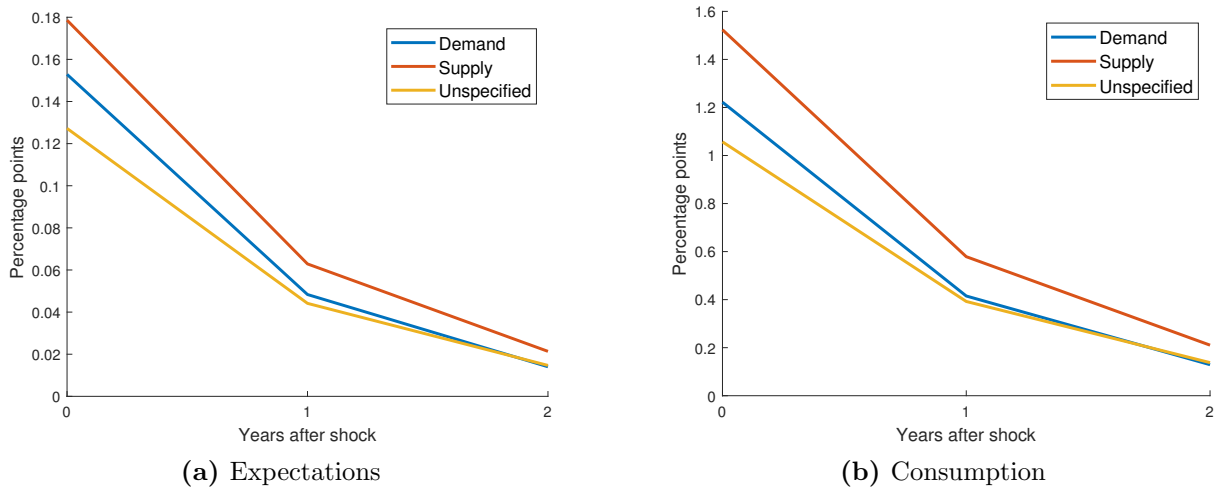 0.18
0.16
0.14
0.12
0.1
0.08
0.06
0.04
0.02
0
Percentage points
Demand
Supply
Unspecified
0 1 2
Years after shock
(a) Expectations
1.6
1.4
1.2
1
0.8
0.6
0.4
0.2
0
Percentage points
Demand
Supply
Unspecified
0 1 2
Years after shock
(b) Consumption